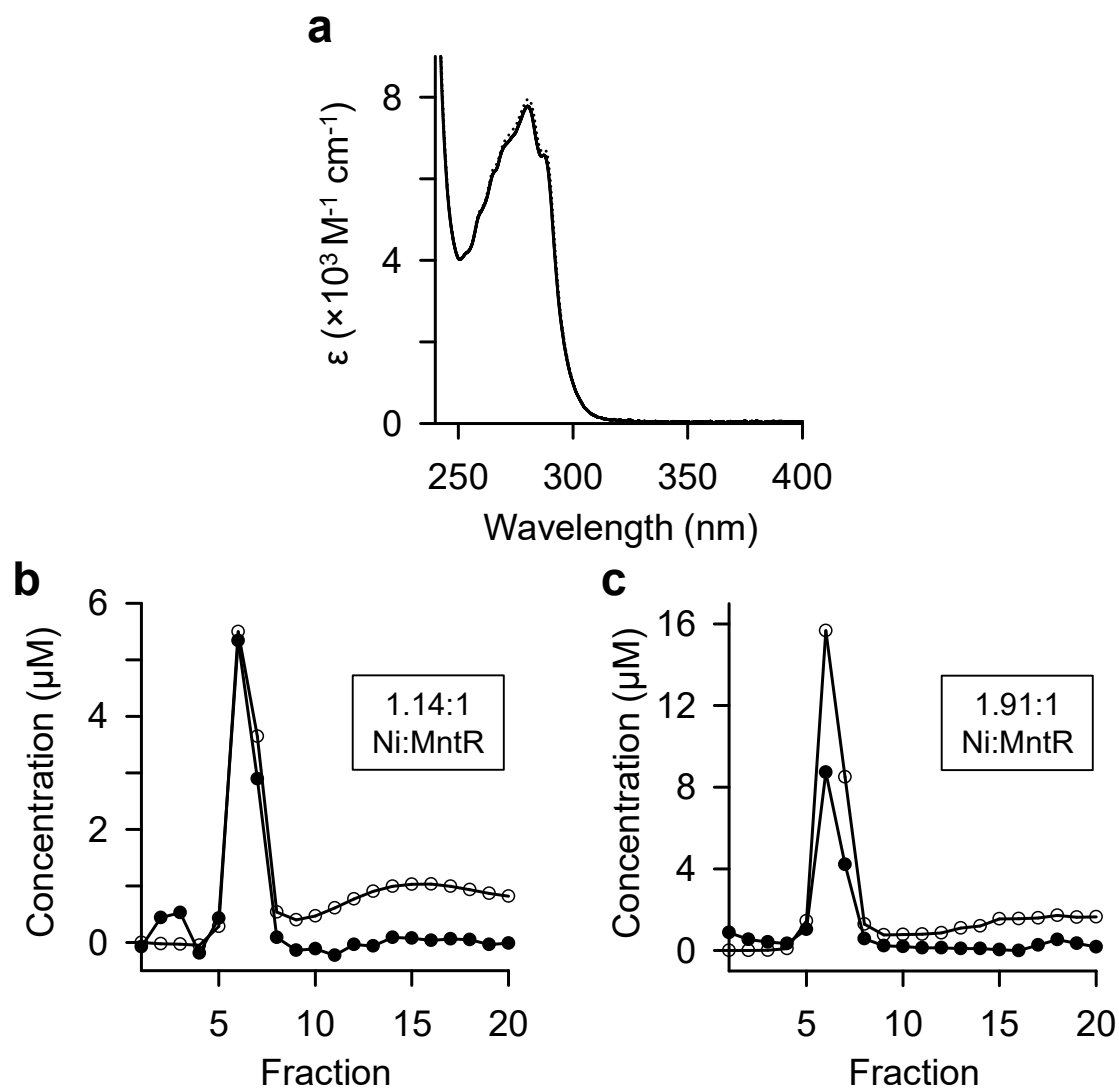 a
ε (×10³ M⁻¹ cm⁻¹)
8
4
0
250 300 350 400
Wavelength (nm)
b
Concentration (µM)
6
4
2
0
1.14:1
Ni:MntR
5 10 15 20
Fraction
c
Concentration (µM)
16
12
8
4
0
1.91:1
Ni:MntR
5 10 15 20
Fraction